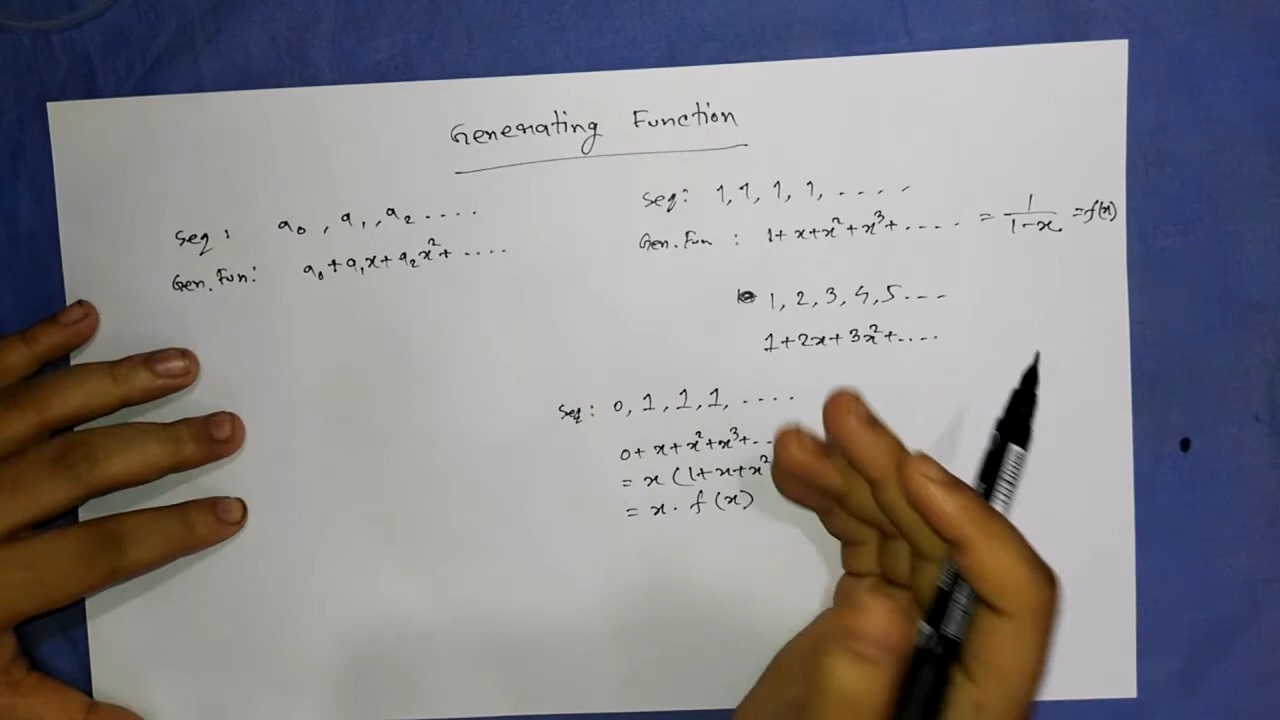 Generating Function
Seq: a₀, a₁, a₂ ....
Gen. Fun: a₀+a₁x+a₂x²+ ....
Seq: 1, 1, 1, 1, .....
Gen. Fun : 1+x+x²+x³+ .... = 1/(1-x) = f(x)
1, 2, 3, 4, 5...
1+2x+3x²+....
Seq: 0, 1, 1, 1, ....
0+x+x²+x³+..
= x (1+x+x²
= x. f(x)